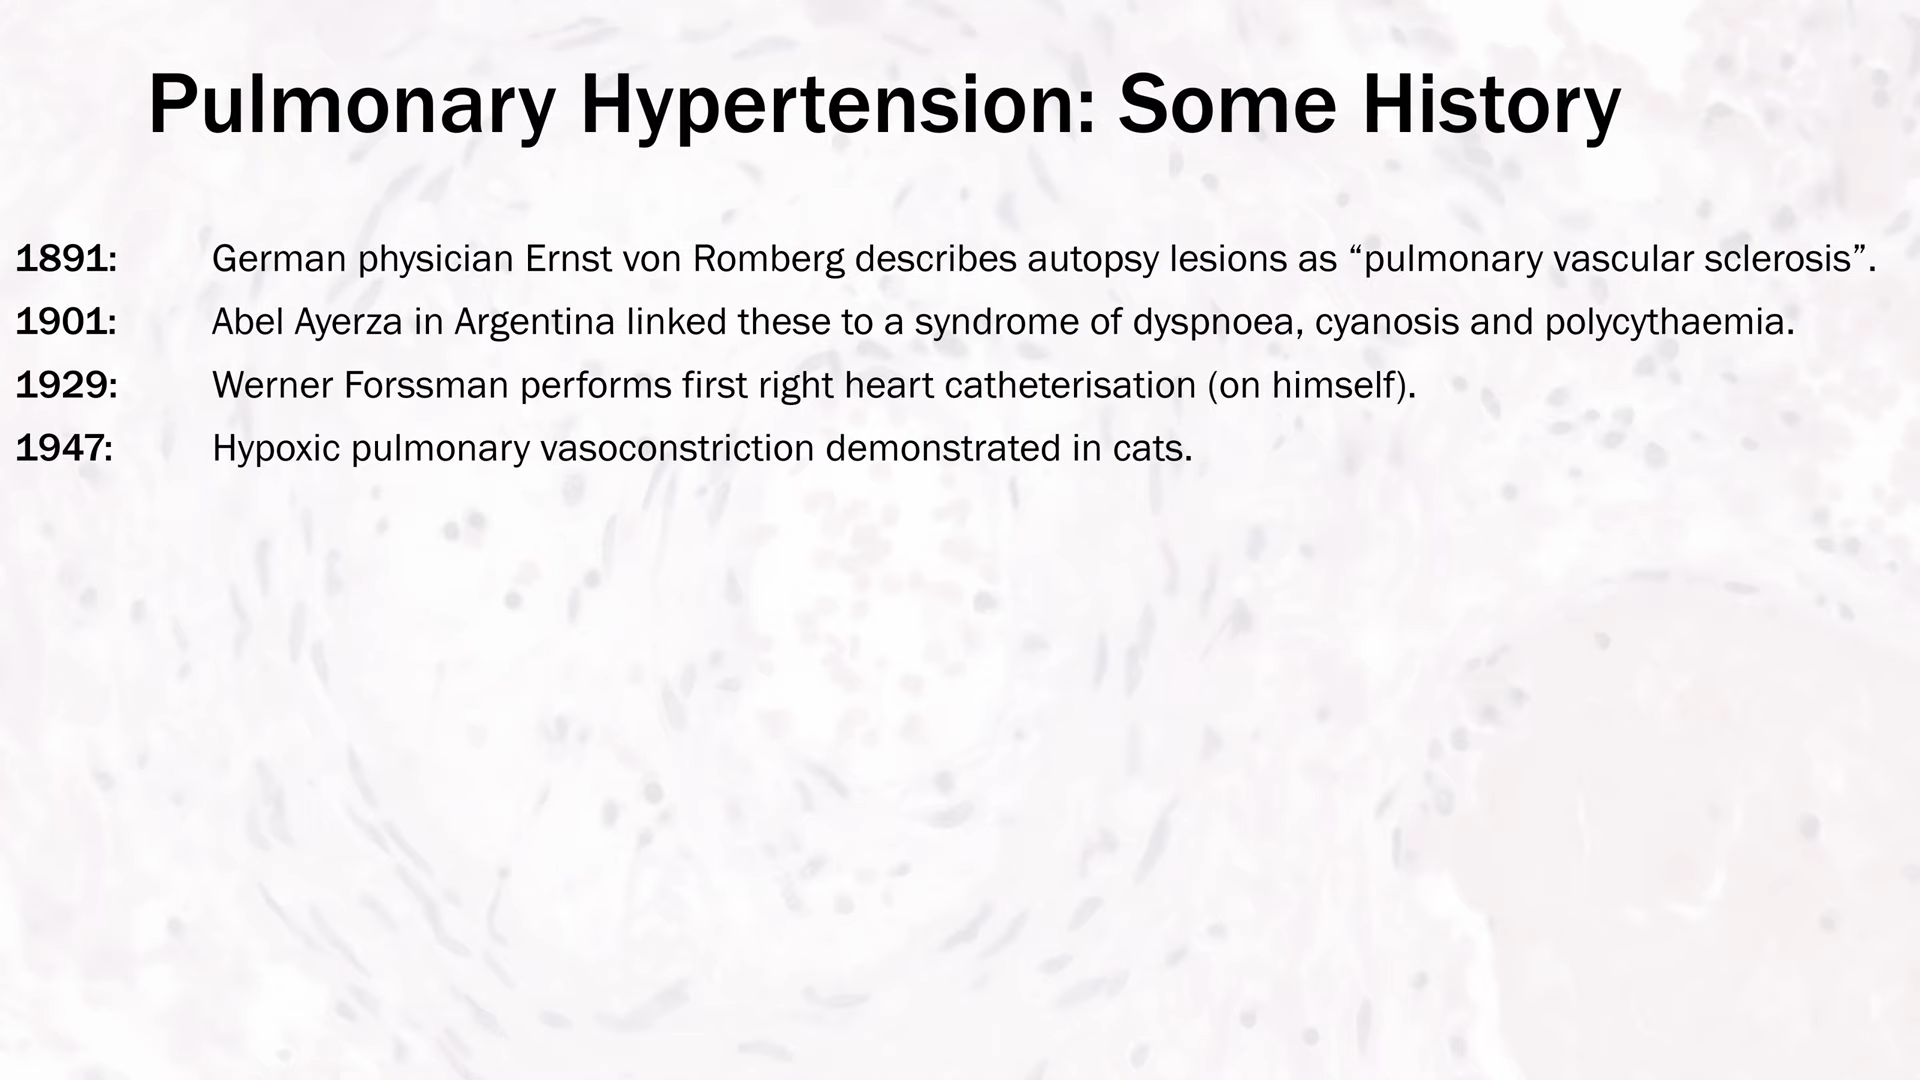 Pulmonary Hypertension: Some History
1891: German physician Ernst von Romberg describes autopsy lesions as “pulmonary vascular sclerosis”.
1901: Abel Ayerza in Argentina linked these to a syndrome of dyspnoea, cyanosis and polycythaemia.
1929: Werner Forssman performs first right heart catheterisation (on himself).
1947: Hypoxic pulmonary vasoconstriction demonstrated in cats.